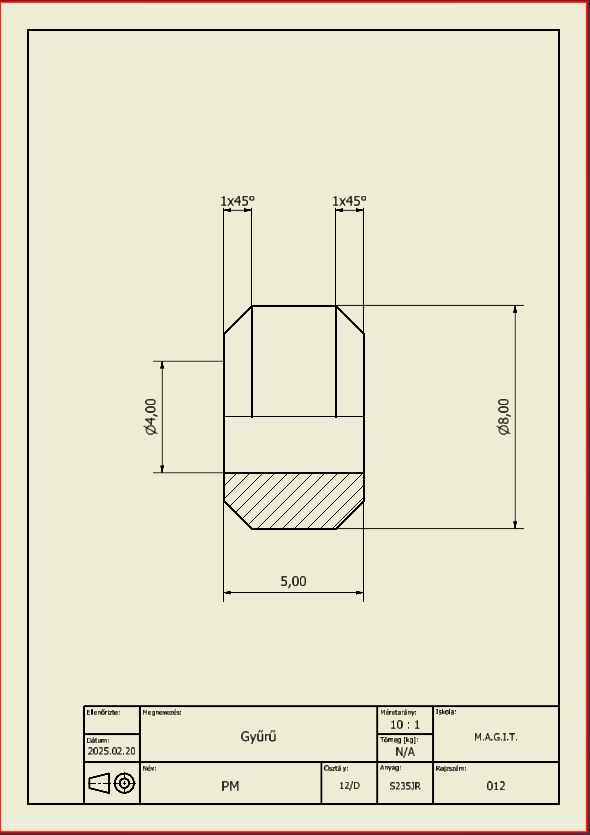 1x45° 1x45°
Ø4,00
Ø8,00
5,00
Ellenőrizte:
Megnevezés:
Gyűrű
Méretarány:
10 : 1
Iskola:
M.A.G.I.T.
Dátum:
2025.02.20
Tömeg [kg]:
N/A
Név:
PM
Osztály:
12/D
Anyag:
S235JR
Rajzszám:
012